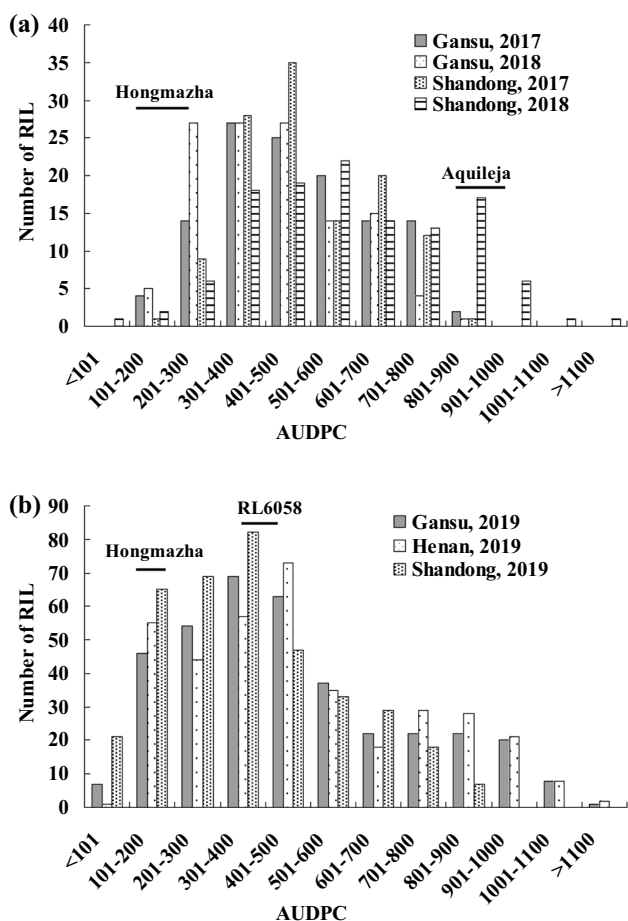 (a)
40
35
30
25
20
15
10
5
0
Number of RIL
Gansu, 2017
Gansu, 2018
Shandong, 2017
Shandong, 2018
Hongmazha
Aquileja
<101
101-200
201-300
301-400
401-500
501-600
601-700
701-800
801-900
901-1000
1001-1100
>1100
AUDPC
(b)
90
80
70
60
50
40
30
20
10
0
Number of RIL
RL6058
Hongmazha
Gansu, 2019
Henan, 2019
Shandong, 2019
<101
101-200
201-300
301-400
401-500
501-600
601-700
701-800
801-900
901-1000
1001-1100
>1100
AUDPC